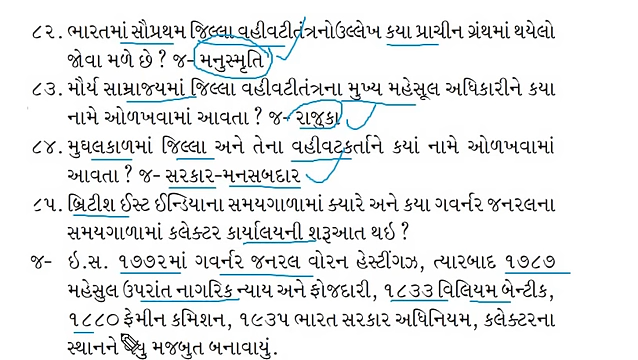 ૮૨. ભારતમાં સૌપ્રથમ જિલ્લા વહીવટીતંત્રનોઉલ્લેખ કયા પ્રાચીન ગ્રંથમાં થયેલો
જોવા મળે છે ? જ- મનુસ્મૃતિ
૮૩. મૌર્ય સામ્રાજ્યમાં જિલ્લા વહીવટીતંત્રના મુખ્ય મહેસૂલ અધિકારીને કયા
નામે ઓળખવામાં આવતા ? જ- રાજુકા
૮૪. મુઘલકાળમાં જિલ્લા અને તેના વહીવટકર્તાને કયાં નામે ઓળખવામાં
આવતા ? જ- સરકાર-મનસબદાર
૮૫. બ્રિટીશ ઈસ્ટ ઈન્ડિયાના સમયગાળામાં ક્યારે અને કયા ગવર્નર જનરલના
સમયગાળામાં કલેક્ટર કાર્યાલયની શરૂઆત થઇ ?
જ- ઇ.સ. ૧૭૭૨માં ગવર્નર જનરલ વોરન હેસ્ટીંગઝ, ત્યારબાદ ૧૭૮૭
મહેસુલ ઉપરાંત નાગરિક ન્યાય અને ફોજદારી, ૧૮૩૩ વિલિયમ બેન્ટીક,
૧૮૮૦ ફેમીન કમિશન, ૧૯૩૫ ભારત સરકાર અધિનિયમ, કલેક્ટરના
સ્થાનને વધુ મજબુત બનાવાયું.